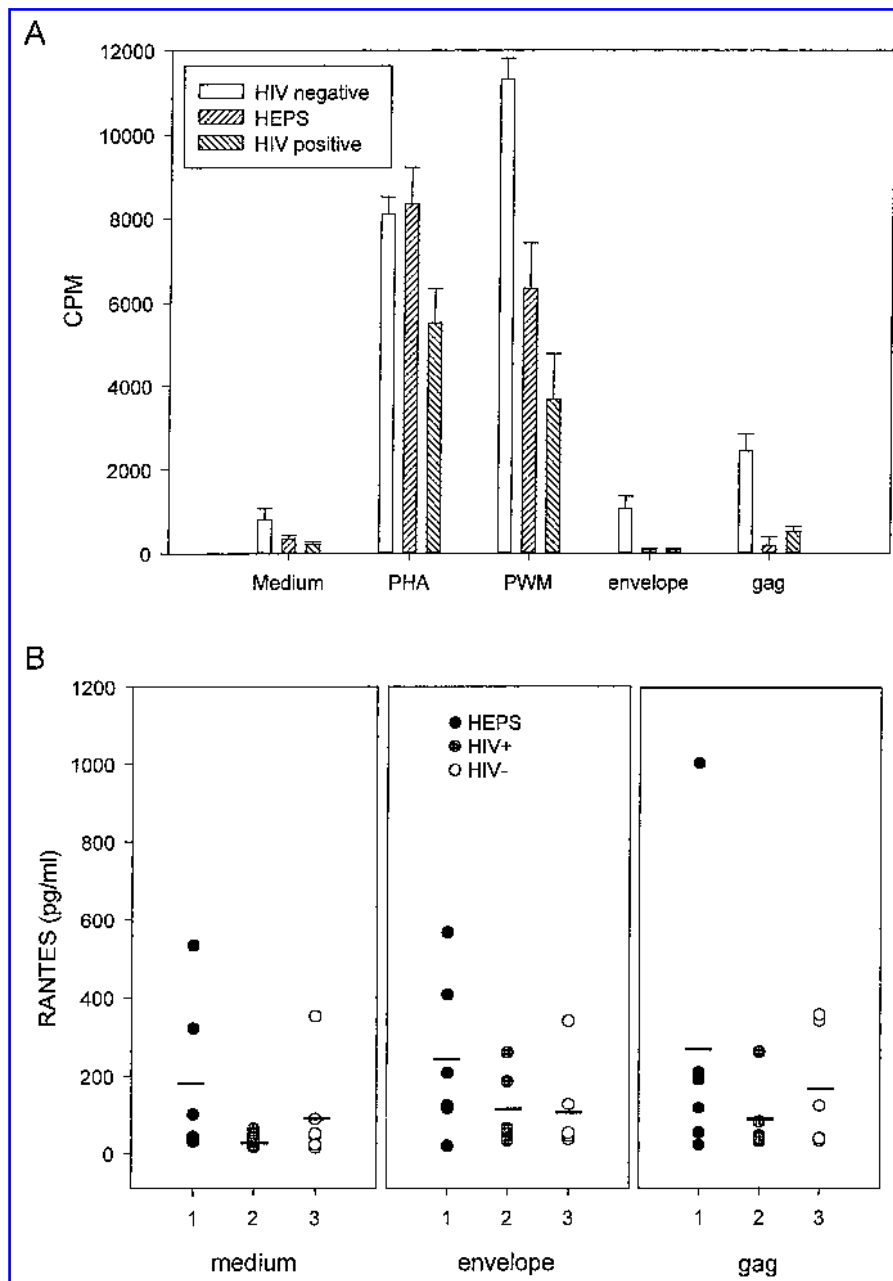 A
12000
10000
8000
6000
4000
2000
0
CPM
HIV negative
HEPS
HIV positive
Medium PHA PWM envelope gag
B
1200
1000
800
600
400
200
0
RANTES (pg/ml)
HEPS
HIV+
HIV-
1 2 3 1 2 3 1 2 3
medium envelope gag